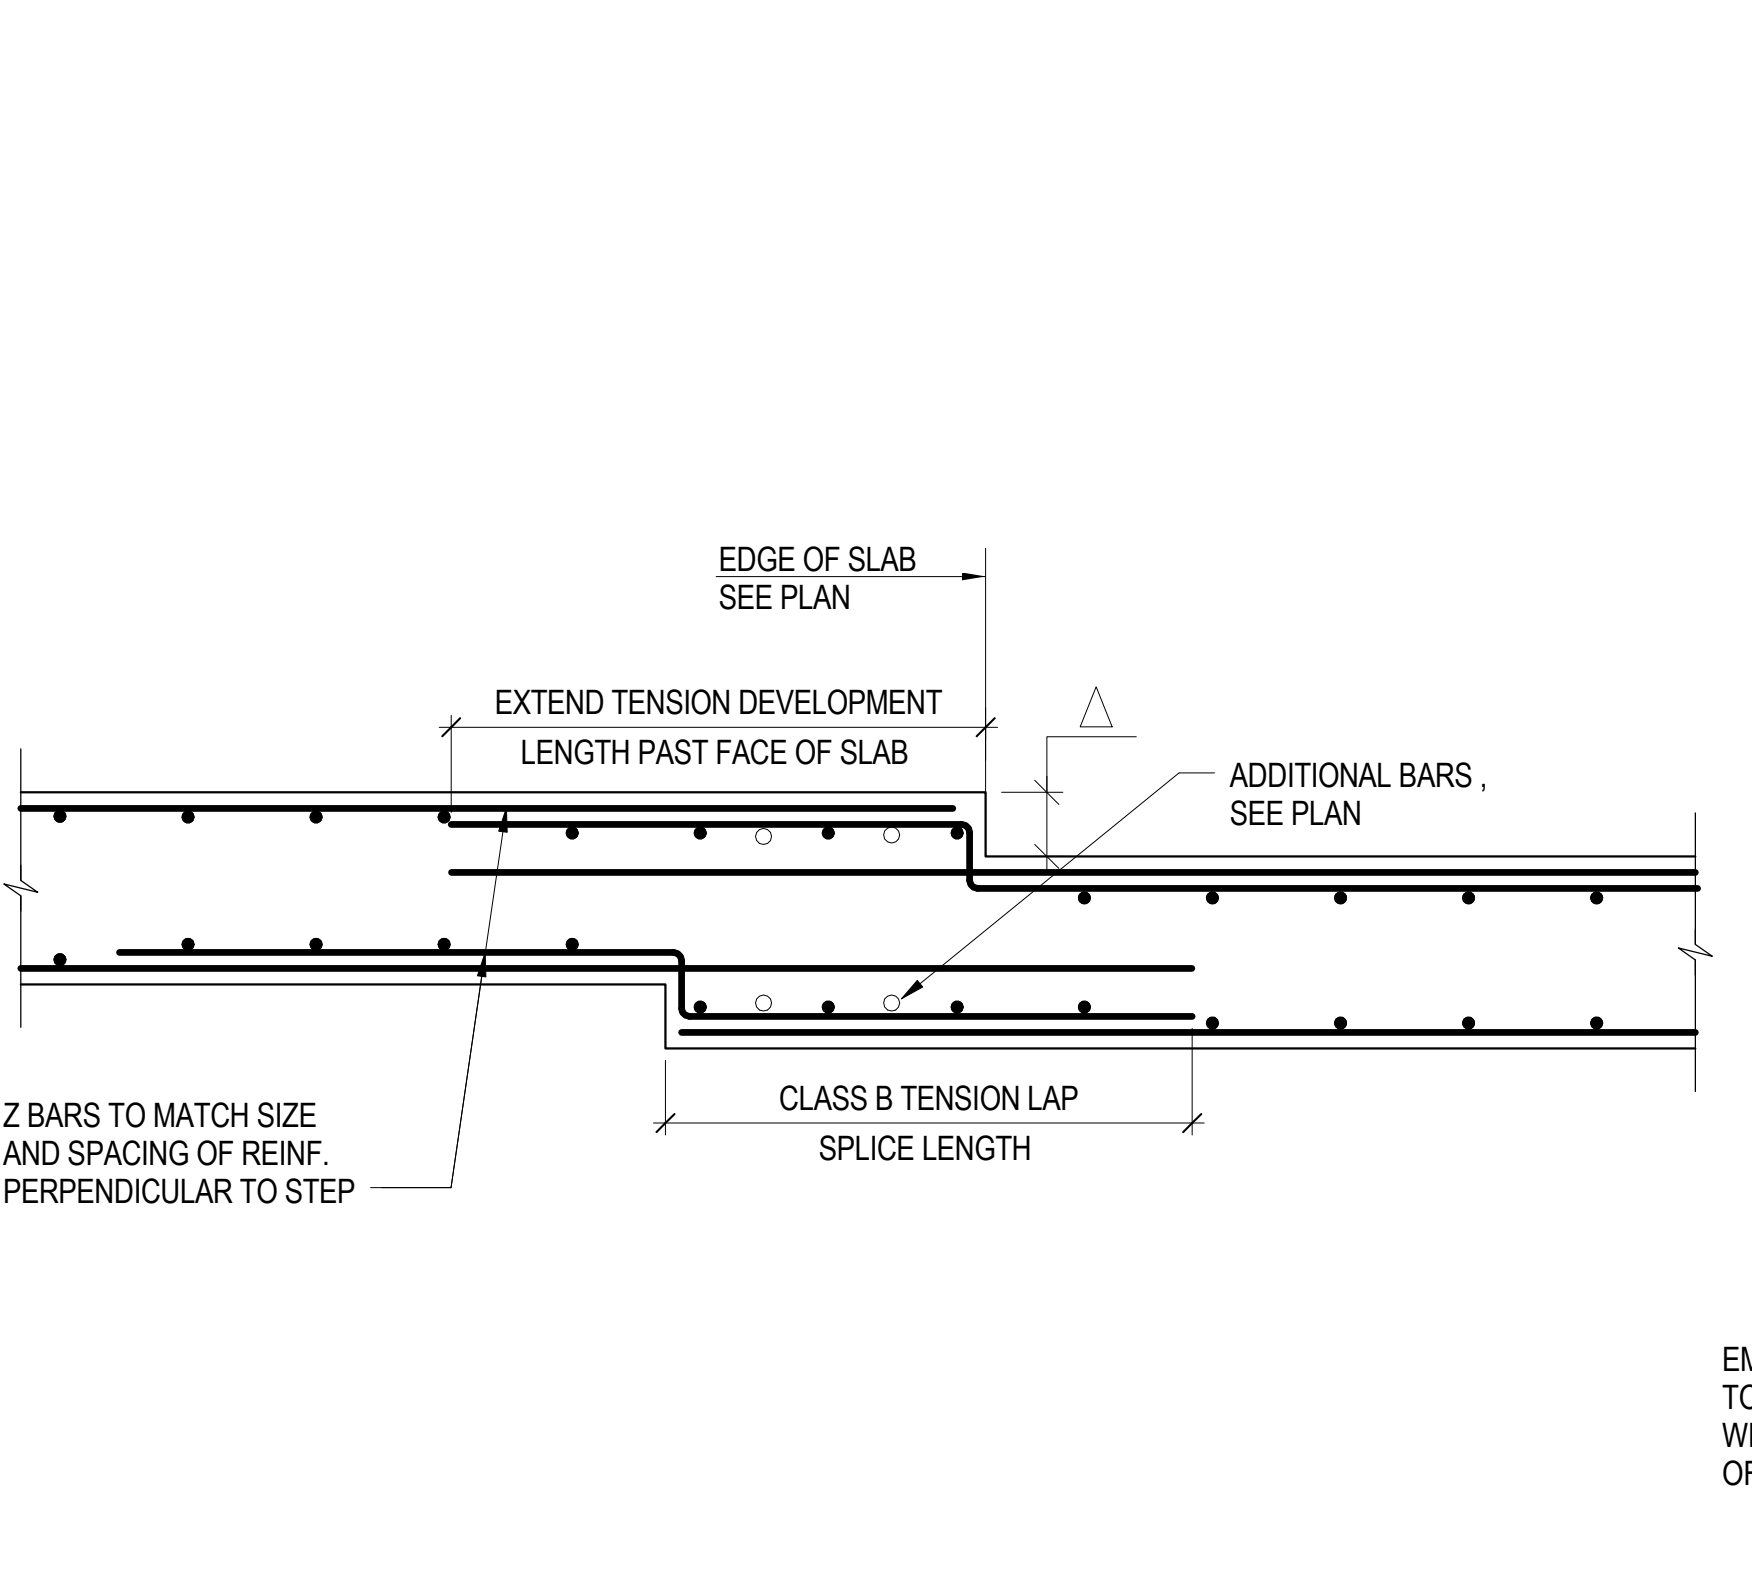 EDGE OF SLAB
SEE PLAN
EXTEND TENSION DEVELOPMENT
LENGTH PAST FACE OF SLAB
ADDITIONAL BARS ,
SEE PLAN
CLASS B TENSION LAP
SPLICE LENGTH
Z BARS TO MATCH SIZE
AND SPACING OF REINF.
PERPENDICULAR TO STEP